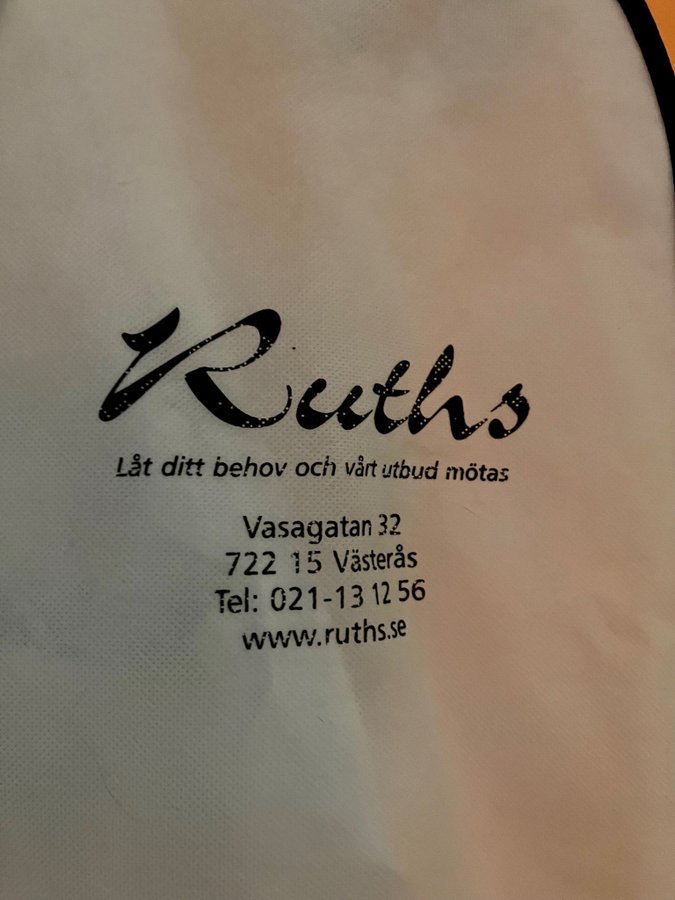 Ruths
Låt ditt behov och vårt utbud mötas
Vasagatan 32
722 15 Västerås
Tel: 021-13 12 56
www.ruths.se